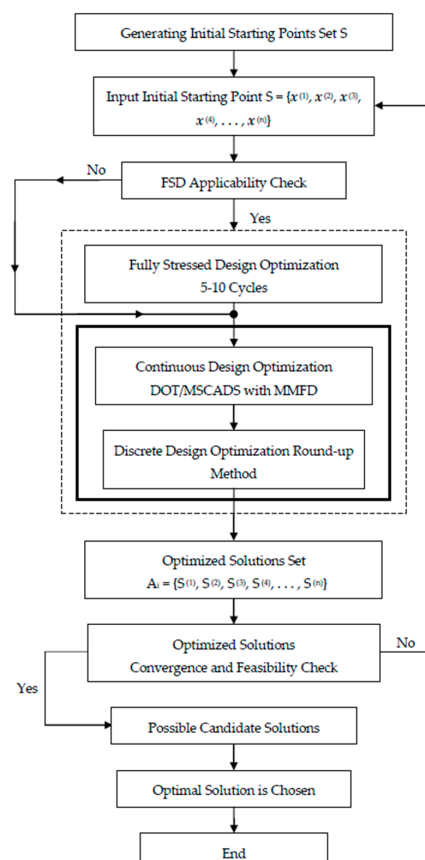 Generating Initial Starting Points Set S
Input Initial Starting Point S = {x⁽¹⁾, x⁽²⁾, x⁽³⁾,
x⁽⁴⁾, . . . , x⁽ⁿ⁾}
No
FSD Applicability Check
Yes
Fully Stressed Design Optimization
5-10 Cycles
Continuous Design Optimization
DOT/MSCADS with MMFD
Discrete Design Optimization Round-up
Method
Optimized Solutions Set
Aᵢ = {S⁽¹⁾, S⁽²⁾, S⁽³⁾, S⁽⁴⁾, . . . , S⁽ⁿ⁾}
Optimized Solutions
Convergence and Feasibility Check
No
Yes
Possible Candidate Solutions
Optimal Solution is Chosen
End